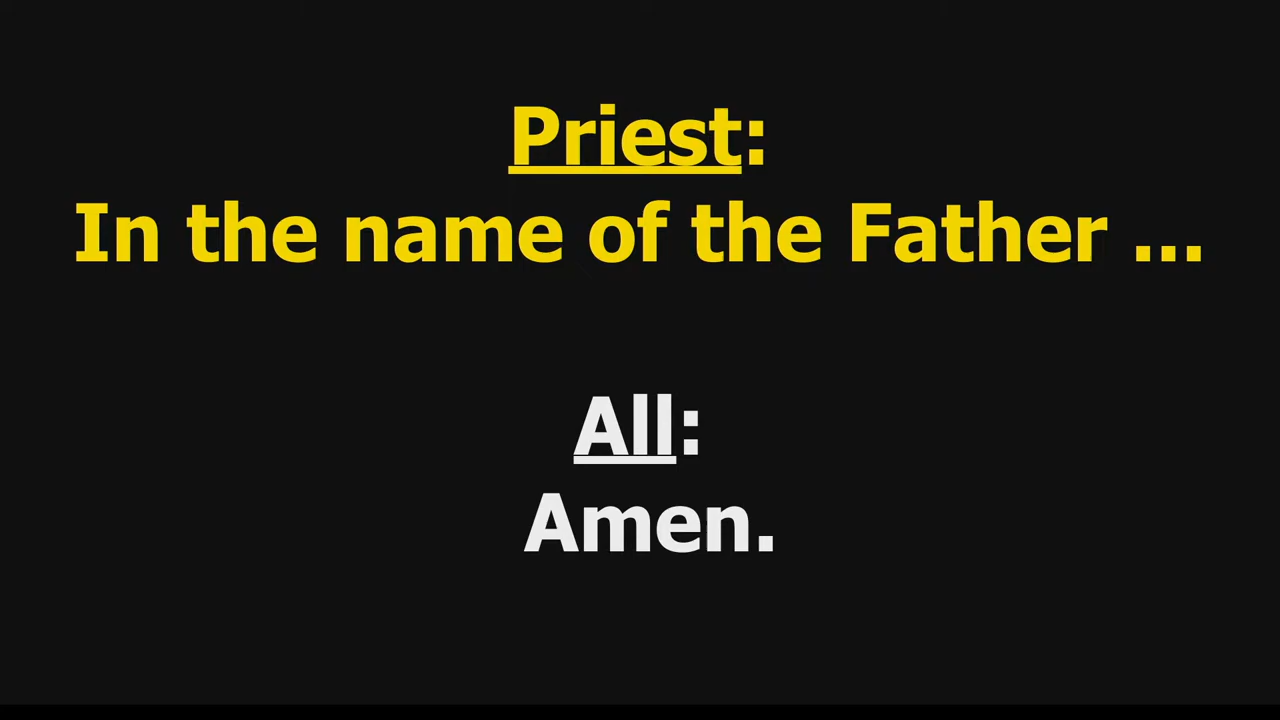 Priest:
In the name of the Father ...
All:
Amen.